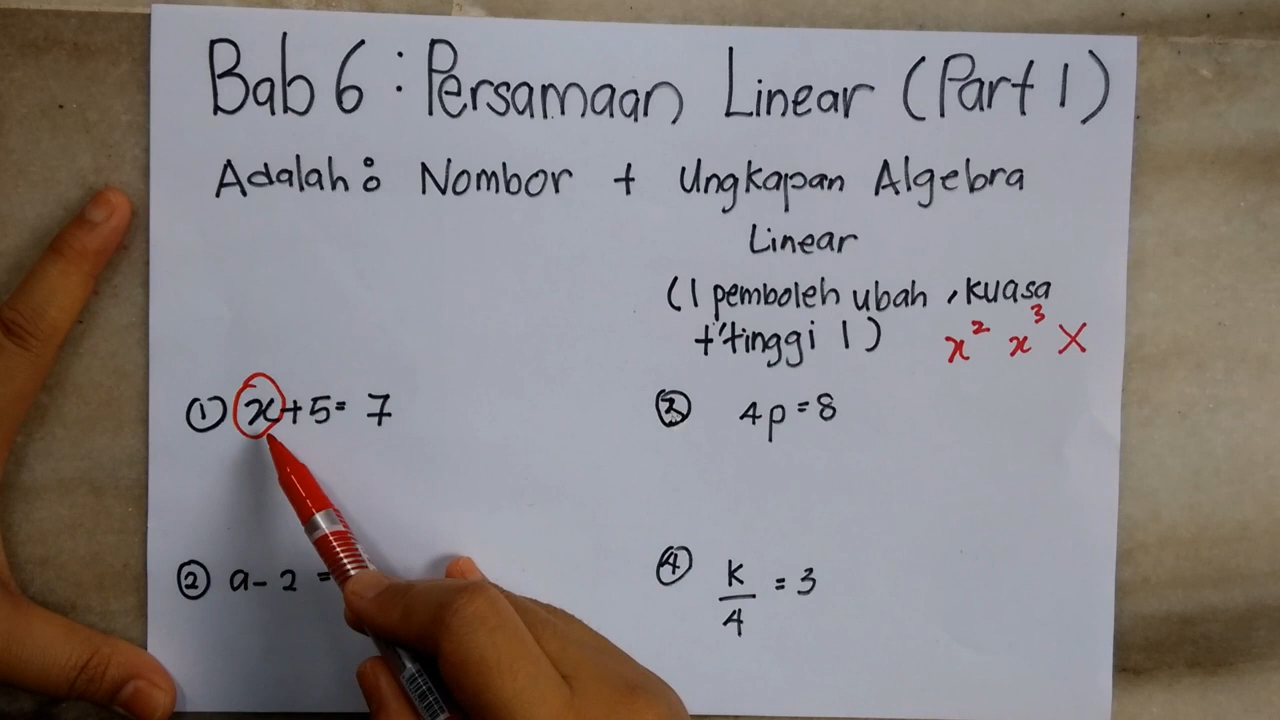 Bab 6 : Persamaan Linear (Part 1)
Adalah : Nombor + Ungkapan Algebra
Linear
(1 pemboleh ubah , kuasa
t'tinggi 1) x² x³ X
① x + 5 = 7
③ 4p = 8
② a - 2 =
④ k/4 = 3